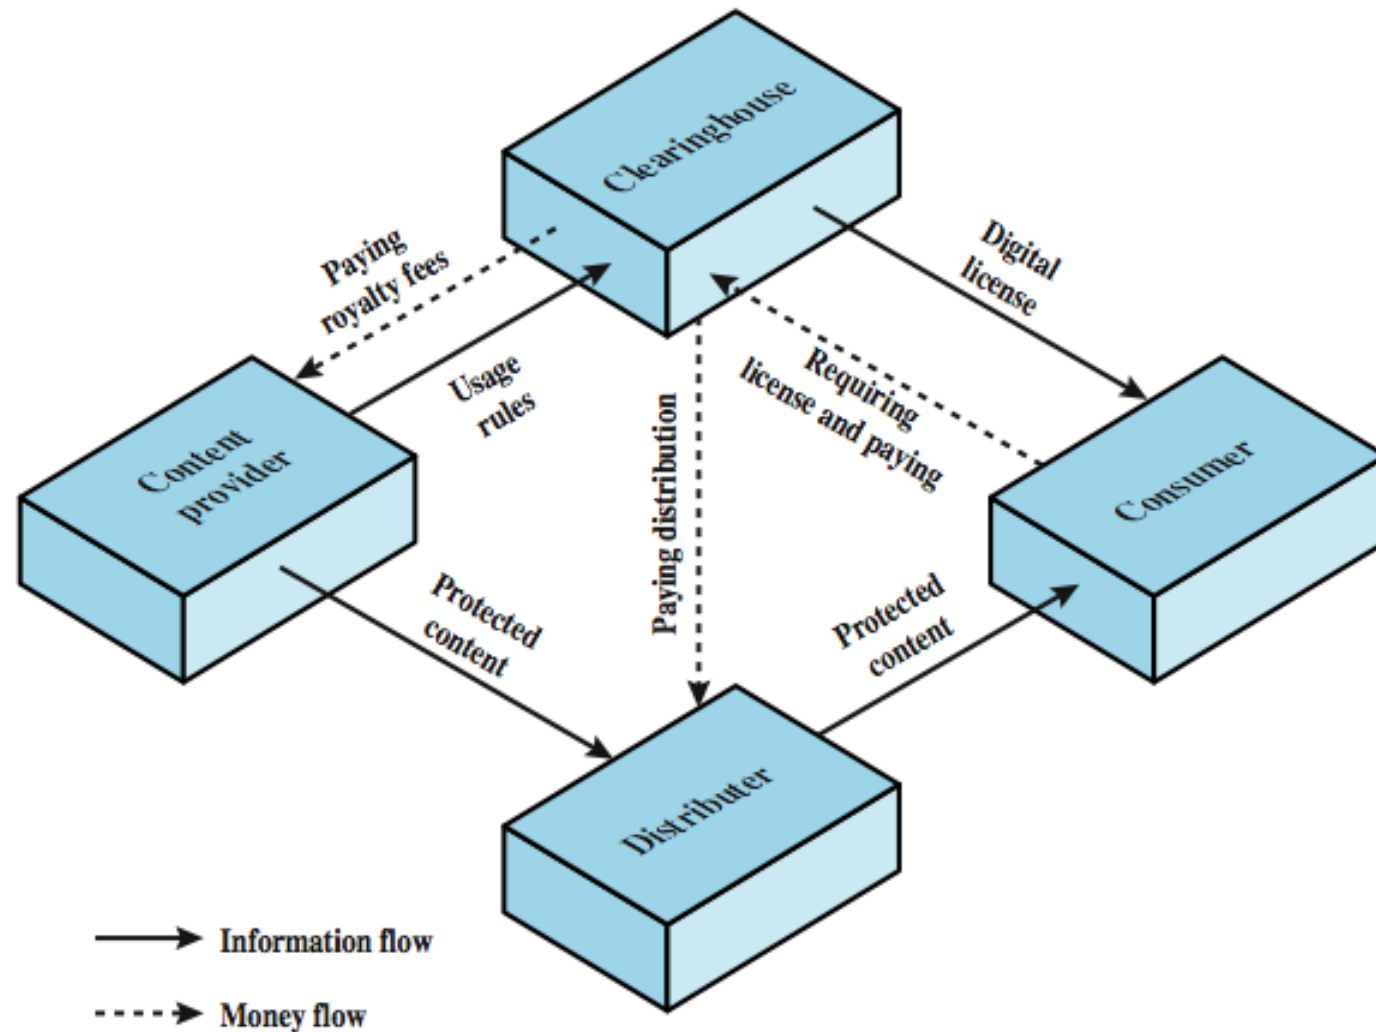 Clearinghouse
Paying
royalty fees
Digital
license
Usage
rules
Requiring
license and paying
Content
provider
Paying distribution
Consumer
Protected
content
Protected
content
Distributer
Information flow
Money flow